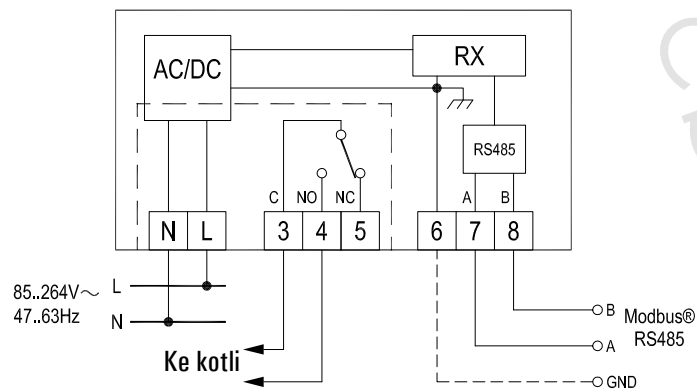 AC/DC
RX
RS485
C NO NC A B
N L 3 4 5 6 7 8
85..264V~ L
47..63Hz N
B Modbus®
A RS485
Ke kotli
GND